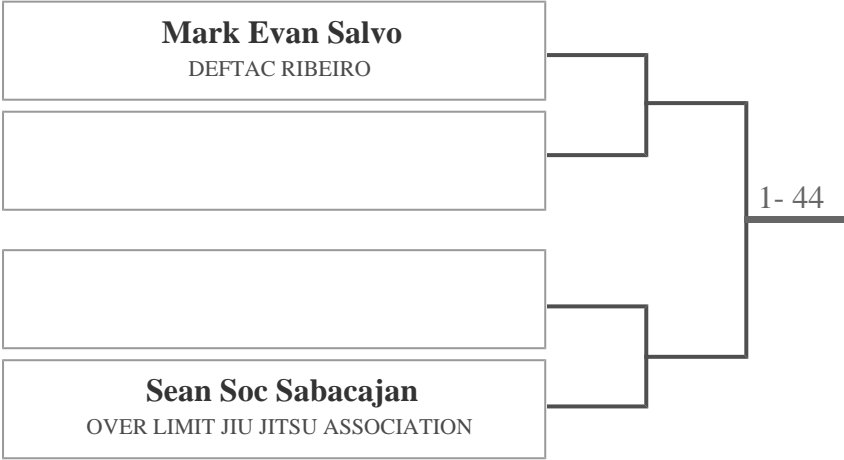 Mark Evan Salvo
DEFTAC RIBEIRO
1- 44
Sean Soc Sabacajan
OVER LIMIT JIU JITSU ASSOCIATION